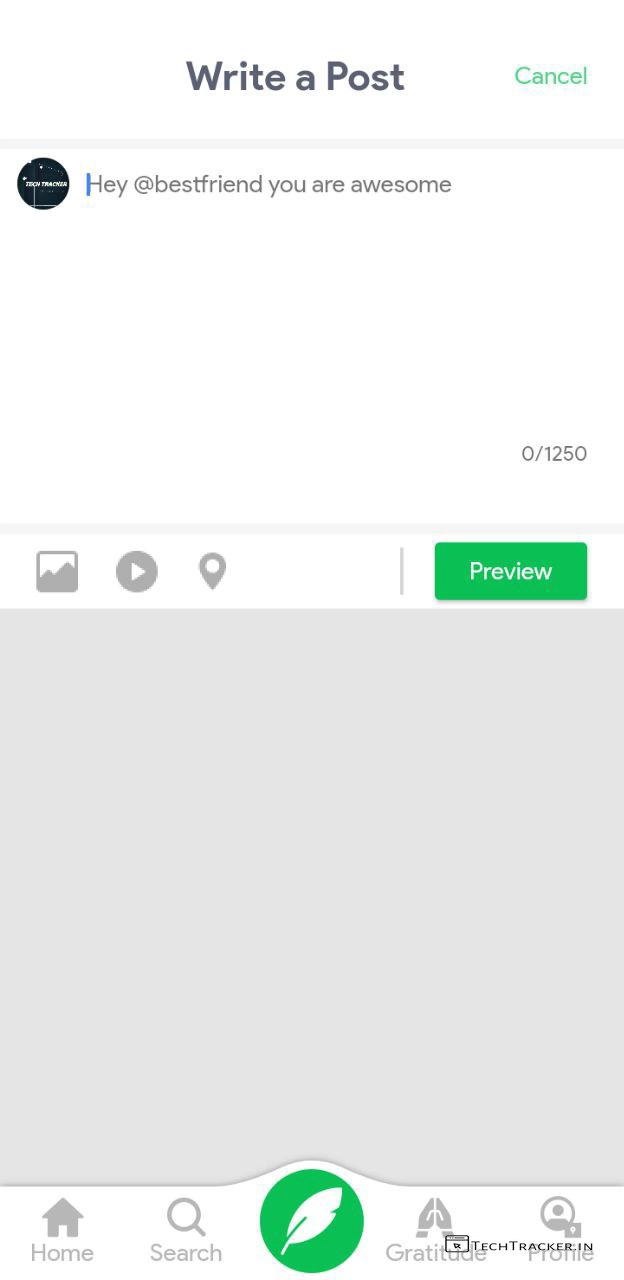 Write a Post
Cancel
TECH TRACKER
Hey @bestfriend you are awesome
0/1250
Preview
Home
Search
Gratitude
Profile
TECHTRACKER.IN